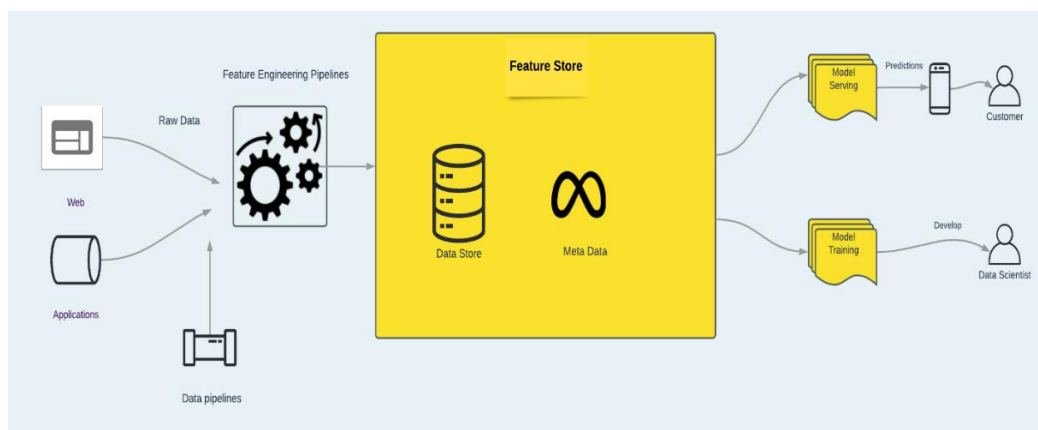 Feature Store
Feature Engineering Pipelines
Raw Data
Web
Applications
Data pipelines
Data Store
Meta Data
Model
Serving
Predictions
Customer
Model
Training
Develop
Data Scientist